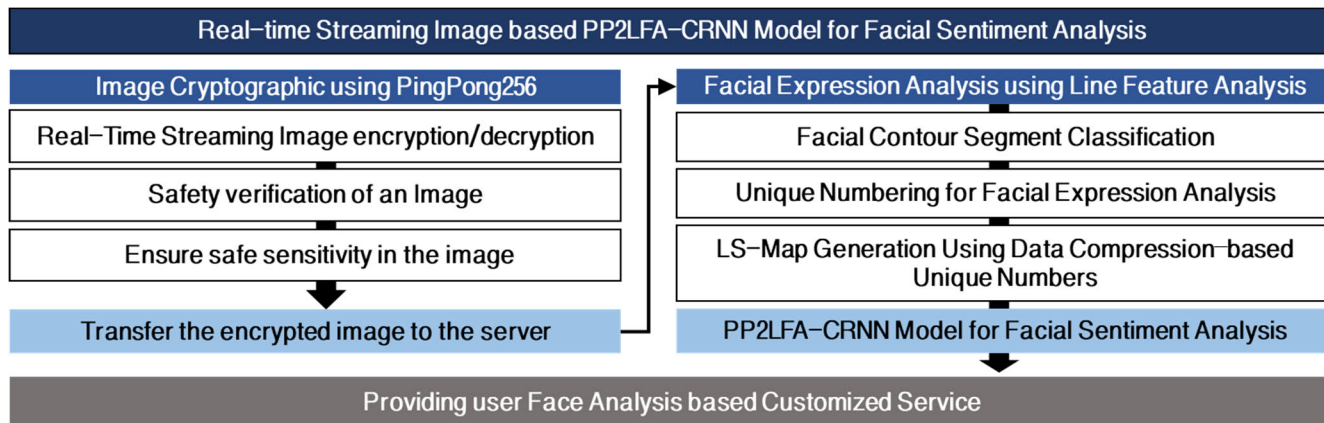 Real-time Streaming Image based PP2LFA-CRNN Model for Facial Sentiment Analysis
Image Cryptographic using PingPong256
Real-Time Streaming Image encryption/decryption
Safety verification of an Image
Ensure safe sensitivity in the image
Transfer the encrypted image to the server
Facial Expression Analysis using Line Feature Analysis
Facial Contour Segment Classification
Unique Numbering for Facial Expression Analysis
LS-Map Generation Using Data Compression-based
Unique Numbers
PP2LFA-CRNN Model for Facial Sentiment Analysis
Providing user Face Analysis based Customized Service